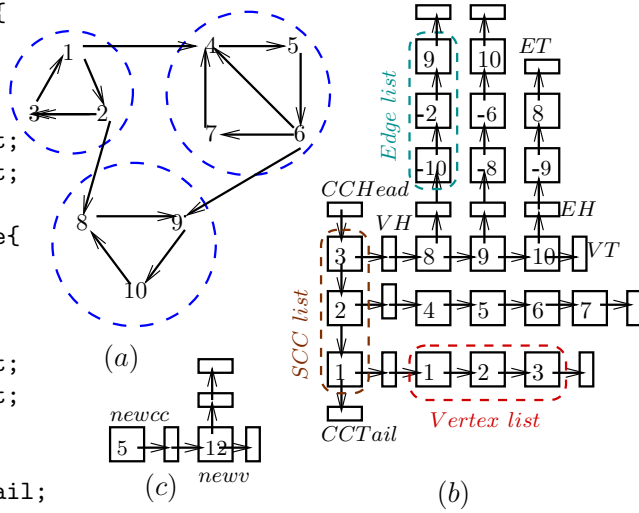 {
t;
t;
e{
t;
t;
ail;
1
4
5
3
2
7
6
8
9
10
(a)
newcc
5
12
newv
(c)
9
10
ET
-2
-6
8
-10
-8
-9
Edge list
CCHead
VH
EH
3
8
9
10
VT
2
4
5
6
7
1
1
2
3
SCC list
Vertex list
CCTail
(b)